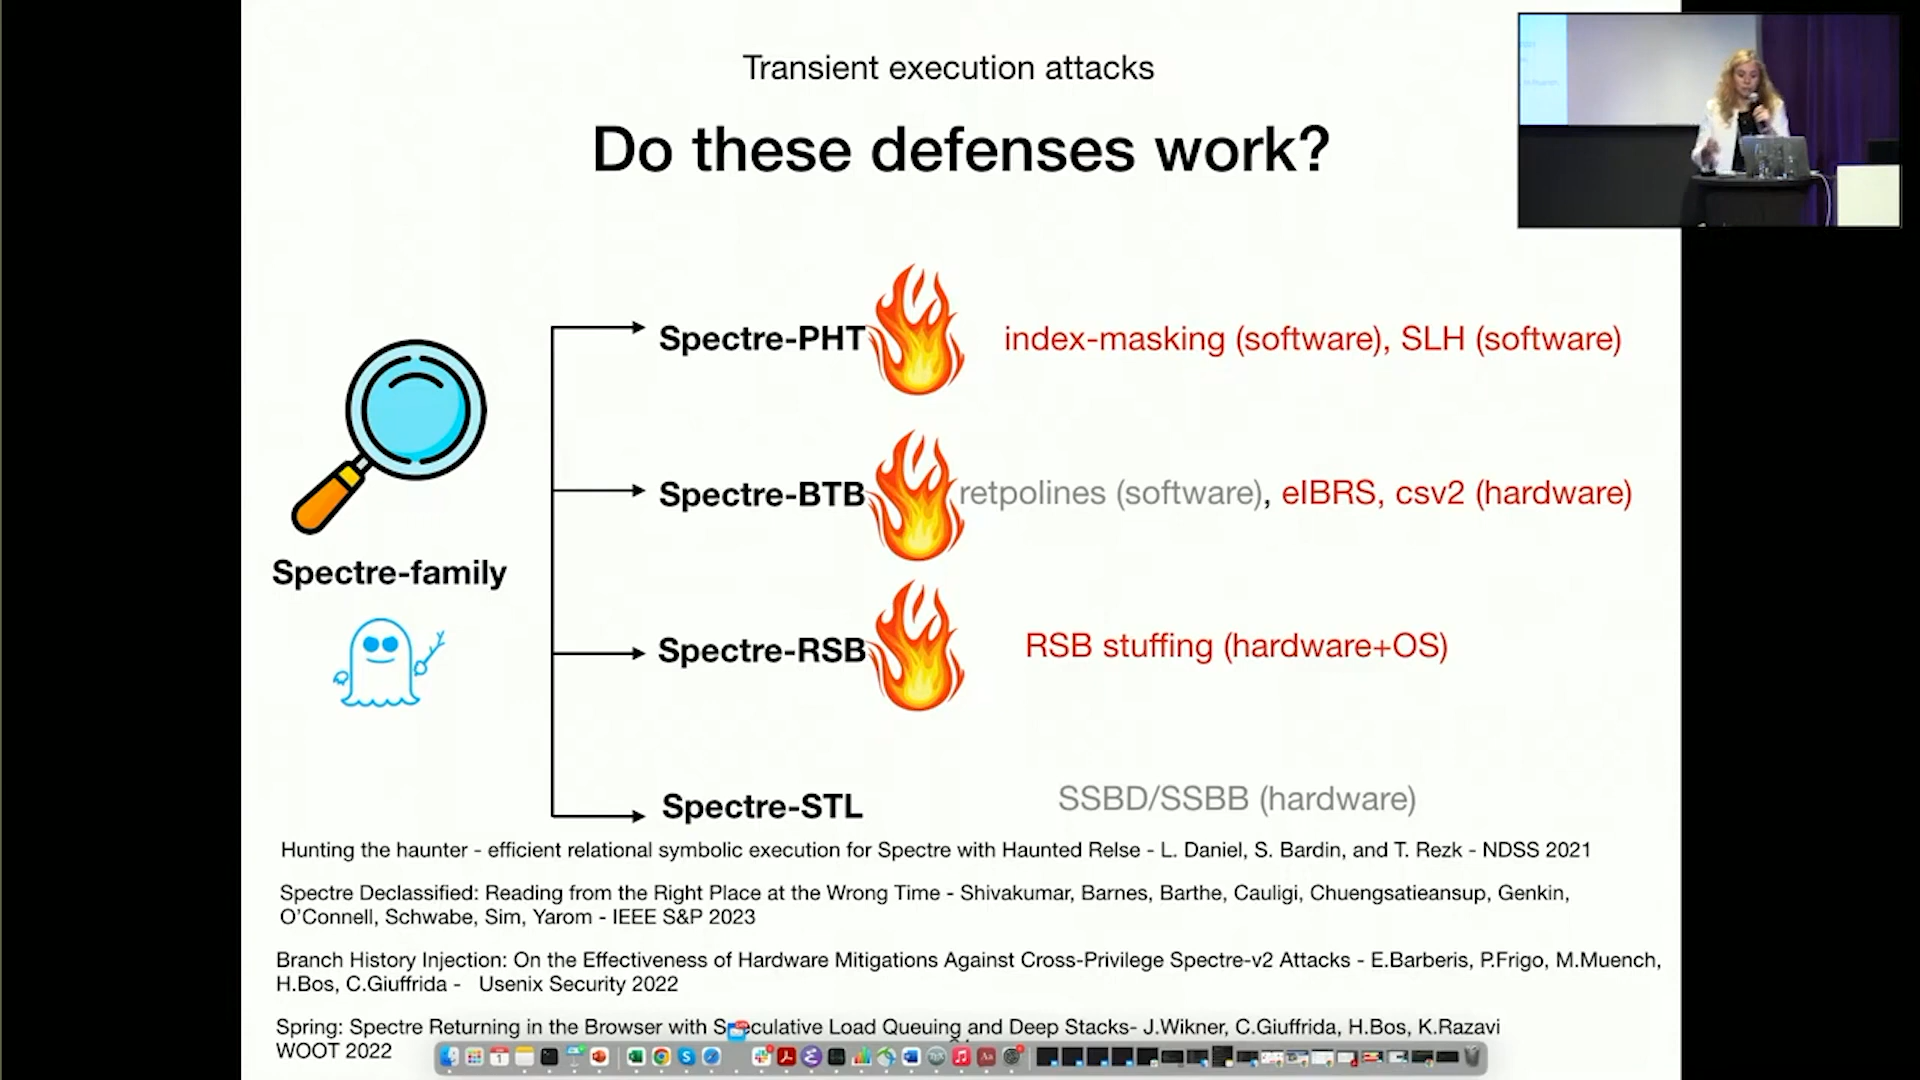 Transient execution attacks
Do these defenses work?
Spectre-PHT
index-masking (software), SLH (software)
Spectre-BTB
retpolines (software), eIBRS, csv2 (hardware)
Spectre-family
Spectre-RSB
RSB stuffing (hardware+OS)
Spectre-STL
SSBD/SSBB (hardware)
Hunting the haunter - efficient relational symbolic execution for Spectre with Haunted Relse - L. Daniel, S. Bardin, and T. Rezk - NDSS 2021
Spectre Declassified: Reading from the Right Place at the Wrong Time - Shivakumar, Barnes, Barthe, Cauligi, Chuengsatieansup, Genkin,
O'Connell, Schwabe, Sim, Yarom - IEEE S&P 2023
Branch History Injection: On the Effectiveness of Hardware Mitigations Against Cross-Privilege Spectre-v2 Attacks - E.Barberis, P.Frigo, M.Muench,
H.Bos, C.Giuffrida - Usenix Security 2022
Spring: Spectre Returning in the Browser with Speculative Load Queuing and Deep Stacks- J.Wikner, C.Giuffrida, H.Bos, K.Razavi
WOOT 2022